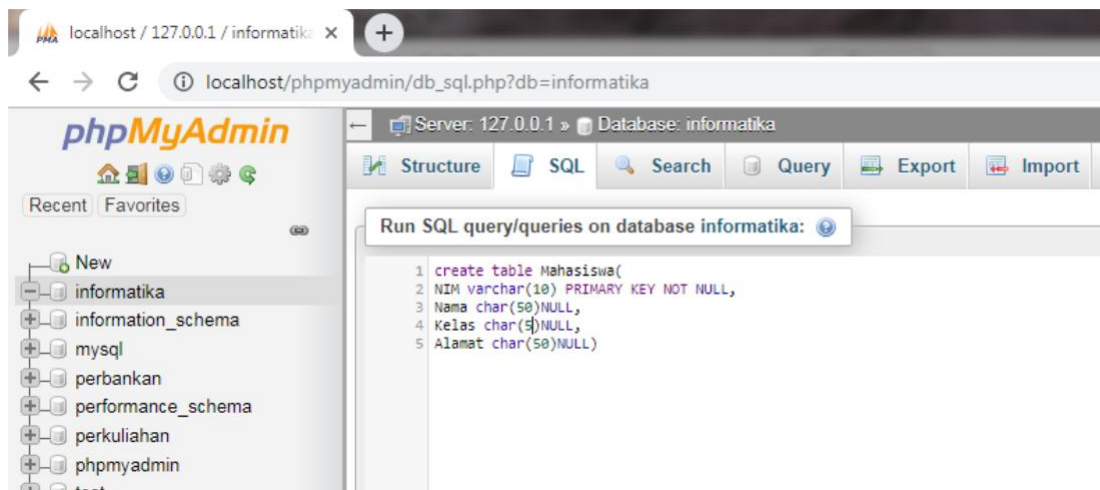 localhost / 127.0.0.1 / informatik
localhost/phpmyadmin/db_sql.php?db=informatika
phpMyAdmin
Recent Favorites
New
informatika
information_schema
mysql
perbankan
performance_schema
perkuliahan
phpmyadmin
Server: 127.0.0.1 » Database: informatika
Structure SQL Search Query Export Import
Run SQL query/queries on database informatika:
1 create table Mahasiswa(
2 NIM varchar(10) PRIMARY KEY NOT NULL,
3 Nama char(50)NULL,
4 Kelas char(5)NULL,
5 Alamat char(50)NULL)